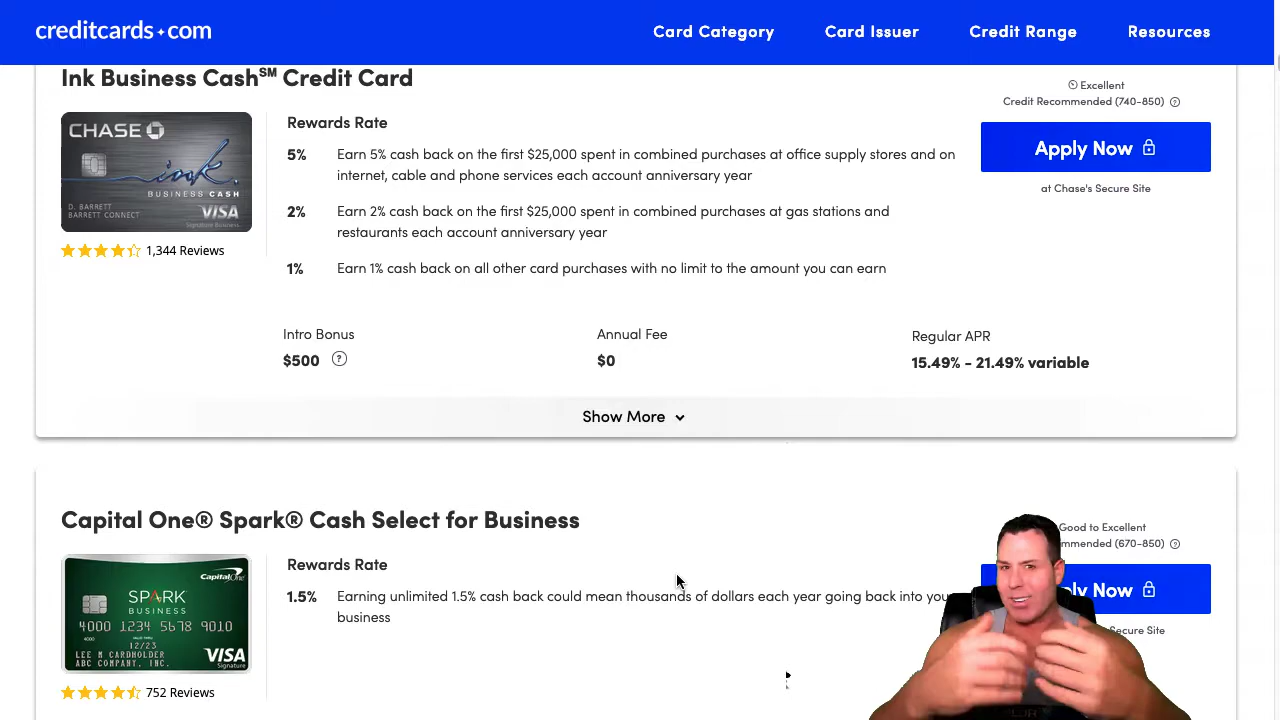 creditcards.com
Card Category
Card Issuer
Credit Range
Resources
Ink Business Cash℠ Credit Card
Excellent
Credit Recommended (740-850) ?
CHASE
ink
BUSINESS CASH
D. BARRETT
BARRETT CONNECT
VISA
Signature Business
1,344 Reviews
Rewards Rate
5% Earn 5% cash back on the first $25,000 spent in combined purchases at office supply stores and on
internet, cable and phone services each account anniversary year
2% Earn 2% cash back on the first $25,000 spent in combined purchases at gas stations and
restaurants each account anniversary year
1% Earn 1% cash back on all other card purchases with no limit to the amount you can earn
Apply Now
at Chase's Secure Site
Intro Bonus
$500 ?
Annual Fee
$0
Regular APR
15.49% - 21.49% variable
Show More
Capital One® Spark® Cash Select for Business
Good to Excellent
(670-850) ?
Capital One
SPARK
BUSINESS
4000 1234 5678 9010
4000
12/23
LEE M CARDHOLDER
ABC COMPANY, INC.
VISA
Signature
752 Reviews
Rewards Rate
1.5% Earning unlimited 1.5% cash back could mean thousands of dollars each year going back into
business
Now
Secure Site